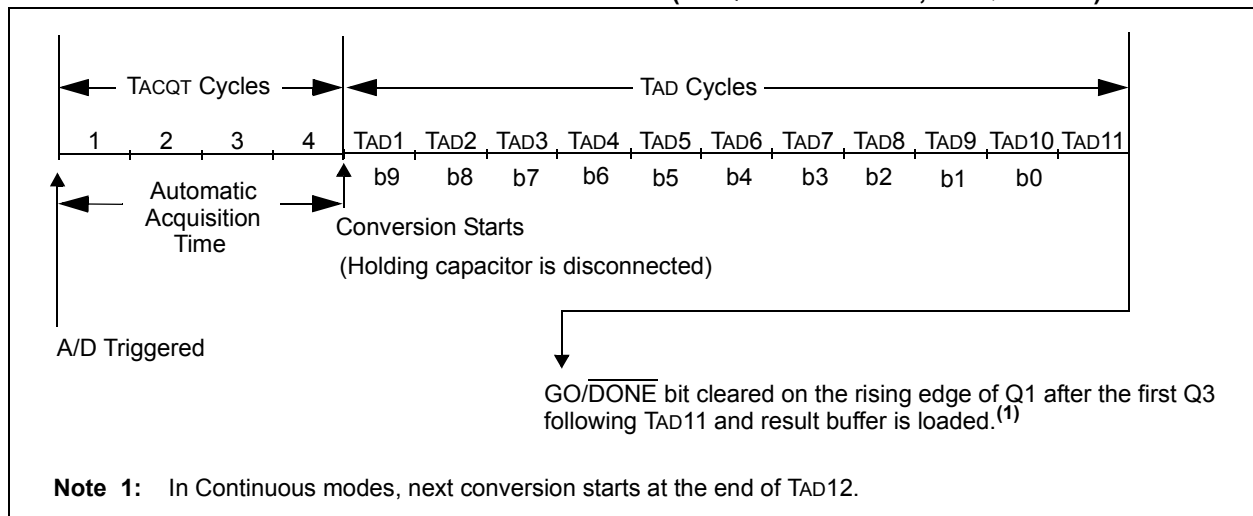 TACQT Cycles
TAD Cycles
1 2 3 4 TAD1 TAD2 TAD3 TAD4 TAD5 TAD6 TAD7 TAD8 TAD9 TAD10 TAD11
b9 b8 b7 b6 b5 b4 b3 b2 b1 b0
Automatic
Acquisition
Time
Conversion Starts
(Holding capacitor is disconnected)
A/D Triggered
GO/DONE bit cleared on the rising edge of Q1 after the first Q3
following TAD11 and result buffer is loaded.(1)
Note 1: In Continuous modes, next conversion starts at the end of TAD12.